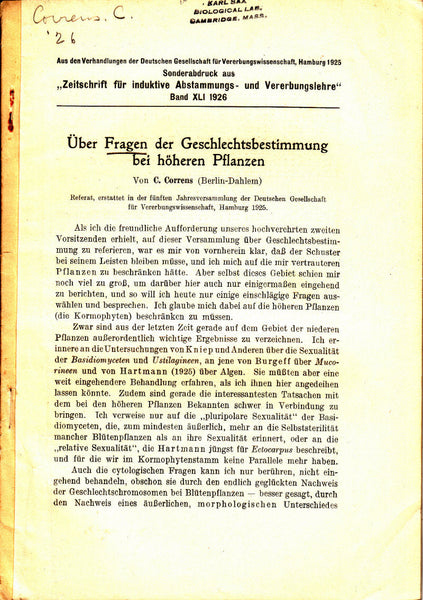 Correns. C.
'26
KARL SAX
BIOLOGICAL LAB.
CAMBRIDGE, MASS.
Aus den Verhandlungen der Deutschen Gesellschaft für Vererbungswissenschaft, Hamburg 1925
Sonderabdruck aus
„Zeitschrift für induktive Abstammungs- und Vererbungslehre“
Band XLI 1926
Über Fragen der Geschlechtsbestimmung
bei höheren Pflanzen
Von C. Correns (Berlin-Dahlem)
Referat, erstattet in der fünften Jahresversammlung der Deutschen Gesellschaft
für Vererbungswissenschaft, Hamburg 1925.
Als ich die freundliche Aufforderung unseres hochverehrten zweiten
Vorsitzenden erhielt, auf dieser Versammlung über Geschlechtsbestim-
mung zu referieren, war es mir von vornherein klar, daß der Schuster
bei seinem Leisten bleiben müsse, und ich mich auf die mir vertrauteren
Pflanzen zu beschränken hätte. Aber selbst dieses Gebiet schien mir
noch viel zu groß, um darüber hier auch nur einigermaßen eingehend
zu berichten, und so will ich heute nur einige einschlägige Fragen aus-
wählen und besprechen. Ich glaube mich dabei auf die höheren Pflanzen
(die Kormophyten) beschränken zu müssen.
Zwar sind aus der letzten Zeit gerade auf dem Gebiet der niederen
Pflanzen außerordentlich wichtige Ergebnisse zu verzeichnen. Ich er-
innere an die Untersuchungen von Kniep und Anderen über die Sexualität
der Basidiomyceten und Ustilagineen, an jene von Burgeff über Muco-
rineen und von Hartmann (1925) über Algen. Sie müßten aber eine
weit eingehendere Behandlung erfahren, als ich ihnen hier angedeihen
lassen könnte. Zudem sind gerade die interessantesten Tatsachen mit
dem bei den höheren Pflanzen Bekannten schwer in Verbindung zu
bringen. Ich verweise nur auf die „pluripolare Sexualität“ der Basi-
diomyceten, die, zum mindesten äußerlich, mehr an die Selbststerilität
mancher Blütenpflanzen als an ihre Sexualität erinnert, oder an die
„relative Sexualität“, die Hartmann jüngst für Ectocarpus beschreibt,
und für die wir im Kormophytenstamm keine Parallele mehr haben.
Auch die cytologischen Fragen kann ich nur berühren, nicht ein-
gehend behandeln, obschon sie durch den endlich geglückten Nachweis
der Geschlechtschromosomen bei Blütenpflanzen — besser gesagt, durch
den Nachweis eines äußerlichen, morphologischen Unterschiedes